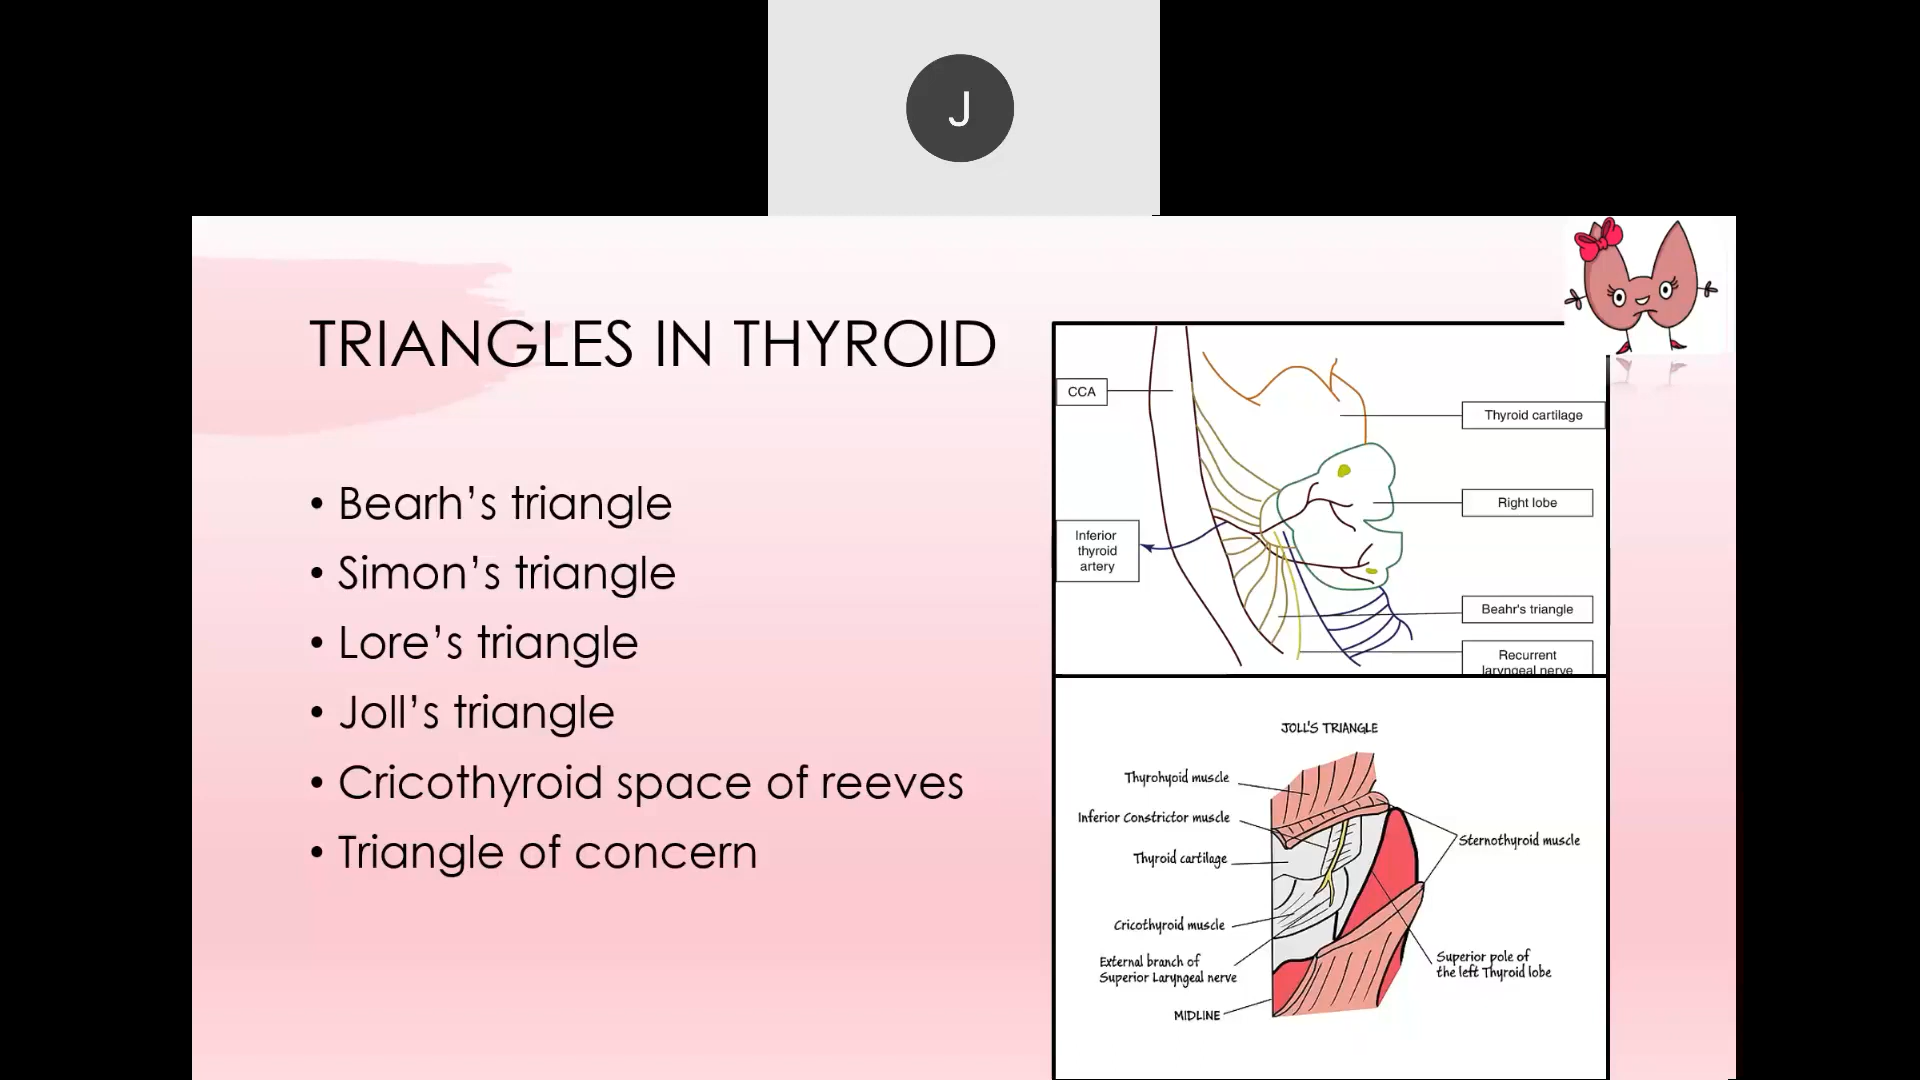 J
TRIANGLES IN THYROID
• Bearh’s triangle
• Simon’s triangle
• Lore’s triangle
• Joll’s triangle
• Cricothyroid space of reeves
• Triangle of concern
CCA
Thyroid cartilage
Right lobe
Inferior
thyroid
artery
Beahr's triangle
Recurrent
laryngeal nerve
JOLL'S TRIANGLE
Thyrohyoid muscle
Inferior Constrictor muscle
Thyroid cartilage
Sternothyroid muscle
Cricothyroid muscle
External branch of
Superior Laryngeal nerve
Superior pole of
the left Thyroid lobe
MIDLINE